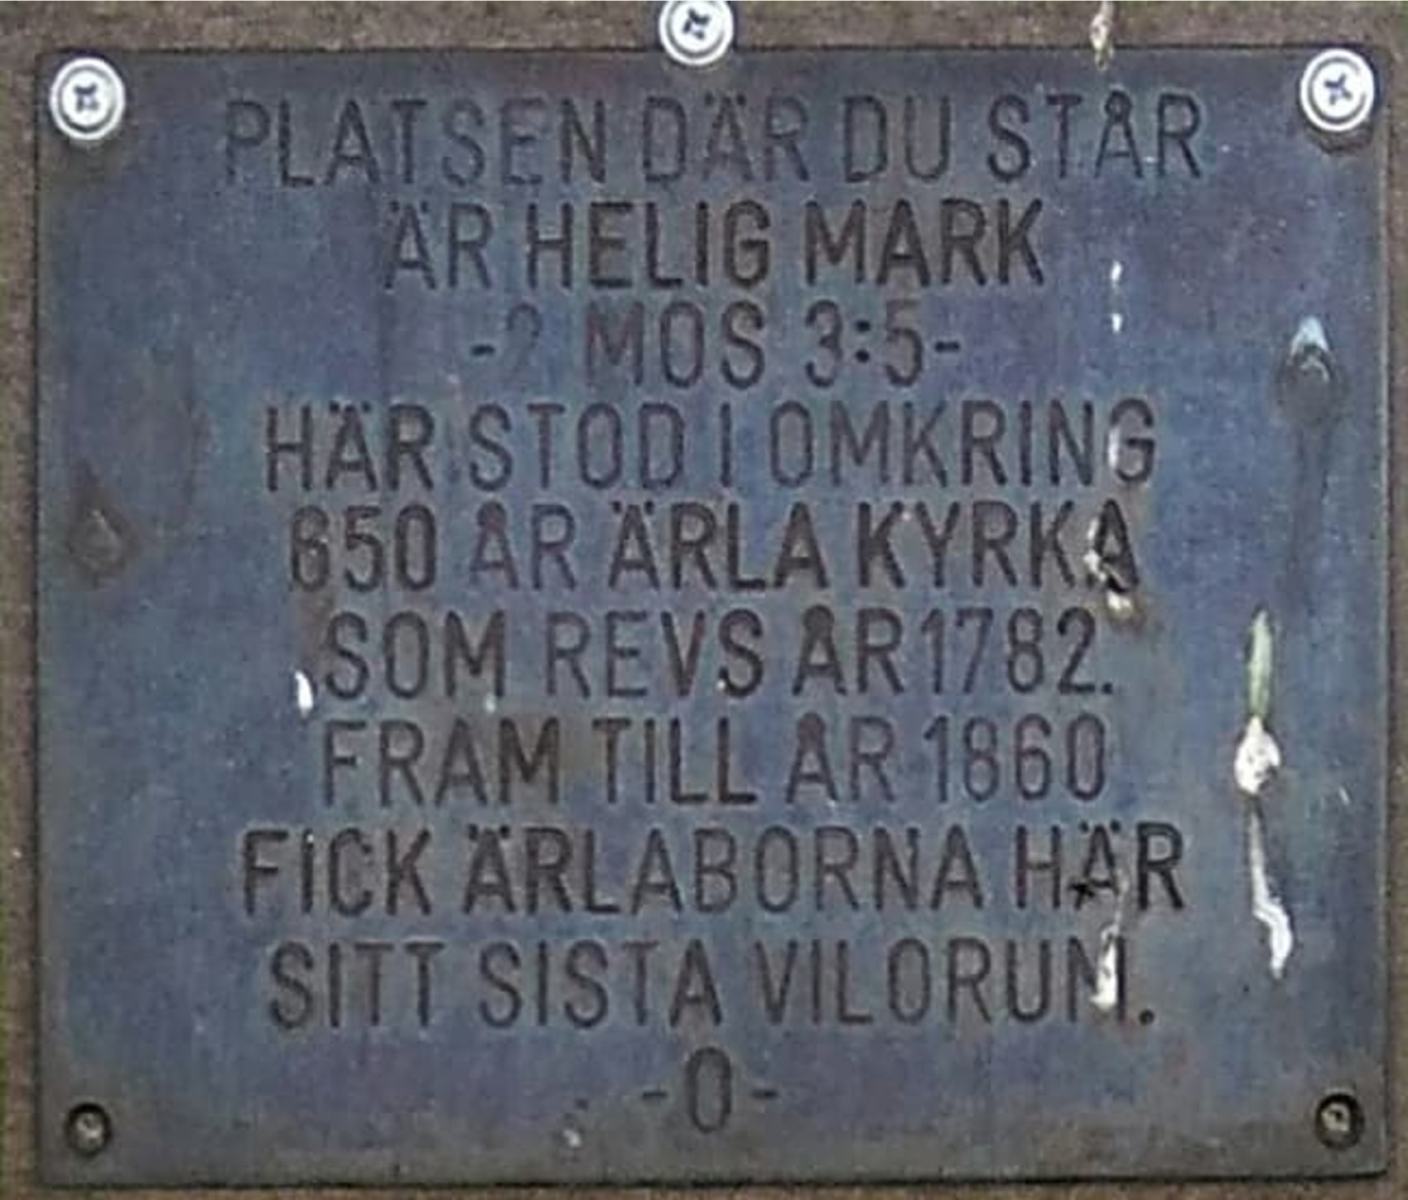 PLATSEN DÄR DU STÅR
ÄR HELIG MARK
-2 MOS 3:5-
HÄR STOD I OMKRING
650 ÅR ÄRLA KYRKA
SOM REVS ÅR 1782.
FRAM TILL ÅR 1860
FICK ÄRLABORNA HÄR
SITT SISTA VILORUM.
-0-